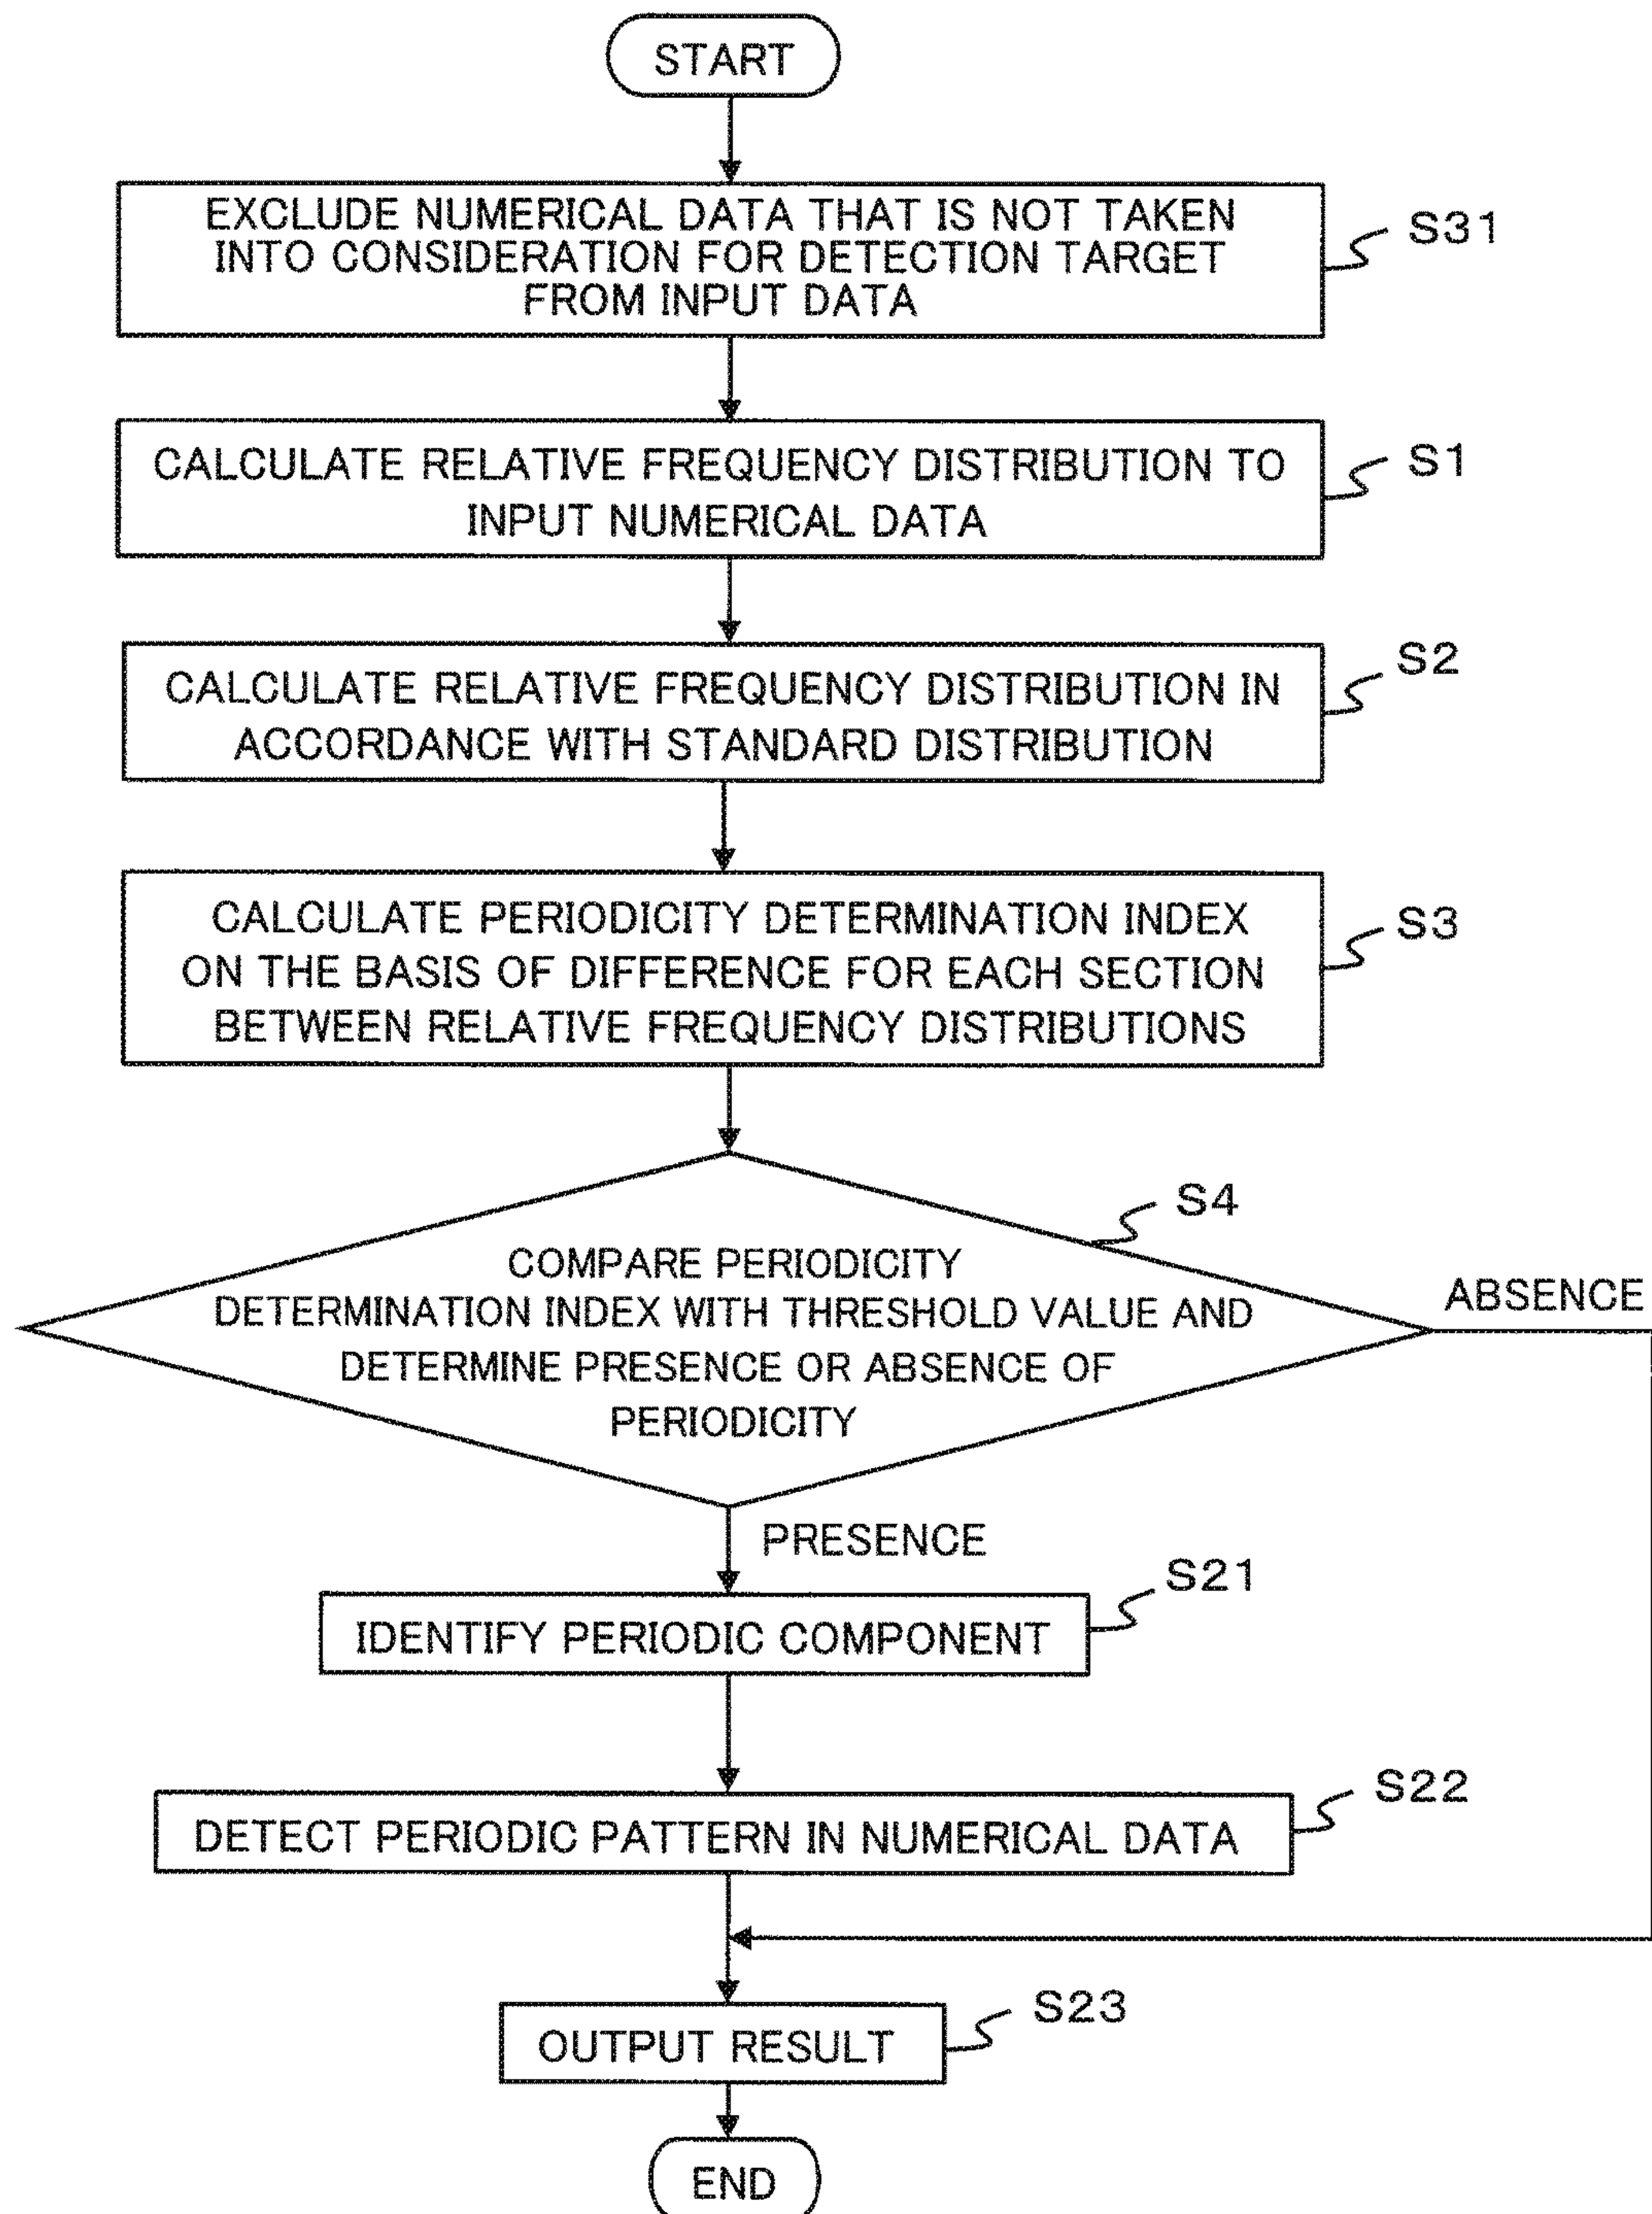 START
EXCLUDE NUMERICAL DATA THAT IS NOT TAKEN
INTO CONSIDERATION FOR DETECTION TARGET
FROM INPUT DATA
S31
CALCULATE RELATIVE FREQUENCY DISTRIBUTION TO
INPUT NUMERICAL DATA
S1
CALCULATE RELATIVE FREQUENCY DISTRIBUTION IN
ACCORDANCE WITH STANDARD DISTRIBUTION
S2
CALCULATE PERIODICITY DETERMINATION INDEX
ON THE BASIS OF DIFFERENCE FOR EACH SECTION
BETWEEN RELATIVE FREQUENCY DISTRIBUTIONS
S3
S4
COMPARE PERIODICITY
DETERMINATION INDEX WITH THRESHOLD VALUE AND
DETERMINE PRESENCE OR ABSENCE OF
PERIODICITY
ABSENCE
PRESENCE
S21
IDENTIFY PERIODIC COMPONENT
S22
DETECT PERIODIC PATTERN IN NUMERICAL DATA
S23
OUTPUT RESULT
END